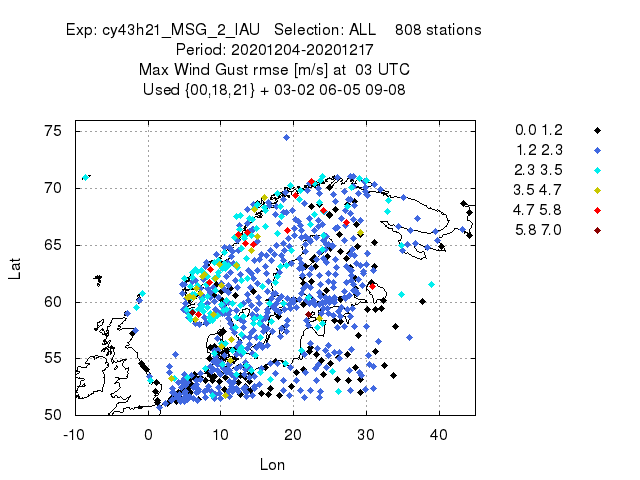 Exp: cy43h21_MSG_2_IAU   Selection: ALL    808 stations
Period: 20201204-20201217
Max Wind Gust rmse [m/s] at  03 UTC
Used {00,18,21} + 03-02 06-05 09-08
75
70
65
60
55
50
-10 0 10 20 30 40
Lat
Lon
0.0 1.2
1.2 2.3
2.3 3.5
3.5 4.7
4.7 5.8
5.8 7.0